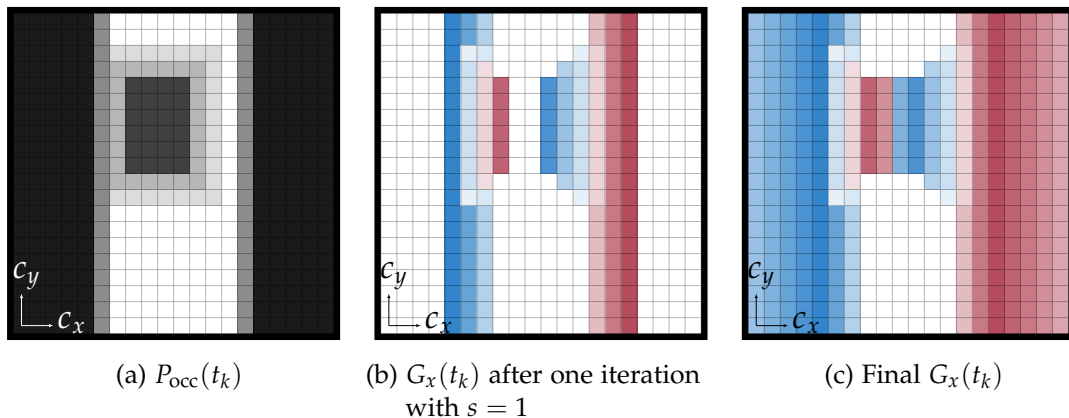 c_y
c_x
c_y
c_x
c_y
c_x
(a) P_occ(t_k)
(b) G_x(t_k) after one iteration
with s = 1
(c) Final G_x(t_k)